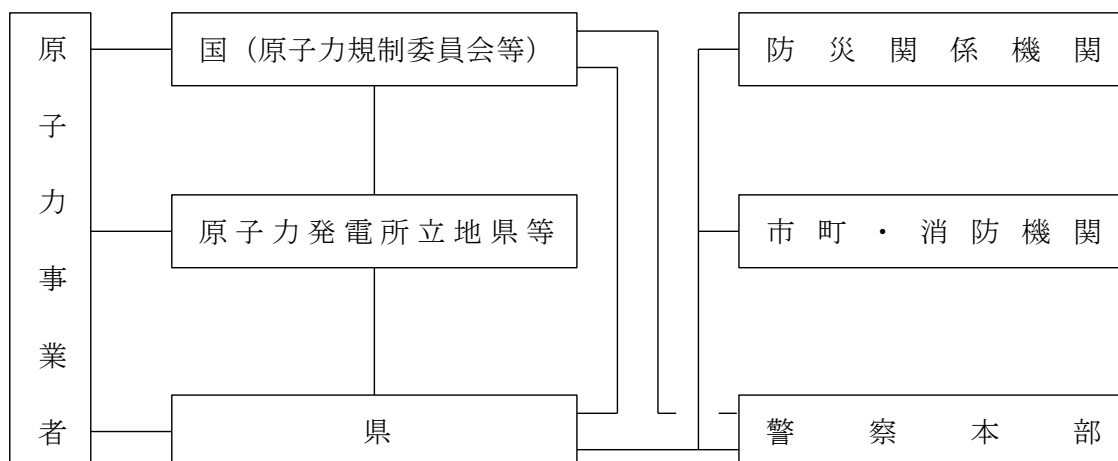 原子力事業者
国（原子力規制委員会等）
防災関係機関
原子力発電所立地県等
市町・消防機関
県
警察本部